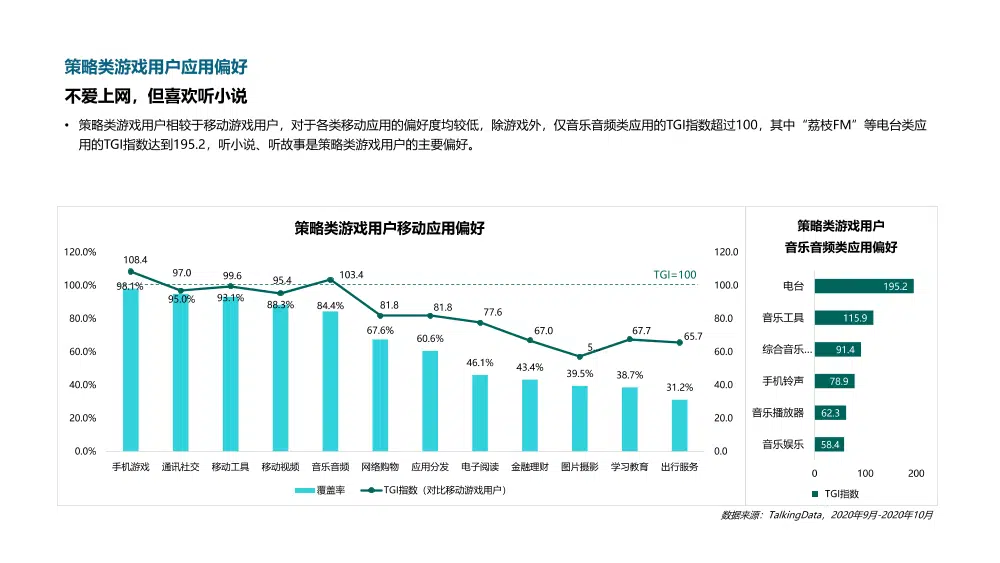 策略类游戏用户应用偏好
不爱上网，但喜欢听小说
• 策略类游戏用户相较于移动游戏用户，对于各类移动应用的偏好度均较低，除游戏外，仅音乐音频类应用的TGI指数超过100，其中“荔枝FM”等电台类应
用的TGI指数达到195.2，听小说、听故事是策略类游戏用户的主要偏好。
策略类游戏用户移动应用偏好
120.0% 120.0
100.0% 100.0
80.0% 80.0
60.0% 60.0
40.0% 40.0
20.0% 20.0
0.0% 0.0
TGI=100
108.4 97.0 99.6 95.4 103.4 81.8 81.8 77.6 67.0 5... 67.7 65.7
98.1% 95.0% 93.1% 88.3% 84.4% 67.6% 60.6% 46.1% 43.4% 39.5% 38.7% 31.2%
手机游戏 通讯社交 移动工具 移动视频 音乐音频 网络购物 应用分发 电子阅读 金融理财 图片摄影 学习教育 出行服务
覆盖率 TGI指数（对比移动游戏用户）
策略类游戏用户
音乐音频类应用偏好
电台 195.2
音乐工具 115.9
综合音乐... 91.4
手机铃声 78.9
音乐播放器 62.3
音乐娱乐 58.4
0 100 200
TGI指数
数据来源：TalkingData，2020年9月-2020年10月